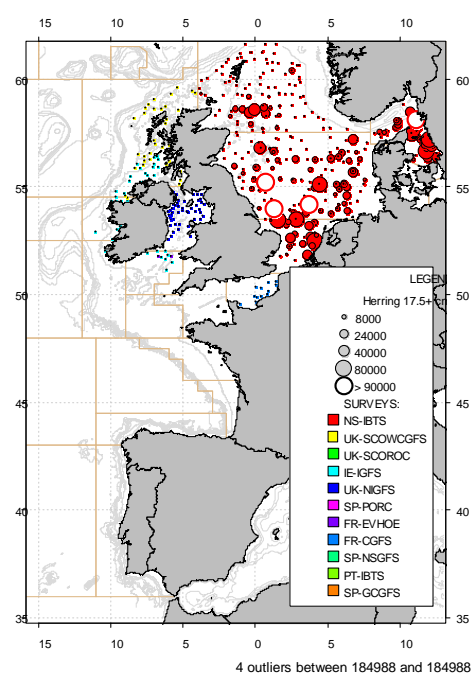 15 10 5 0 5 10
60 60
55 55
50 50
45 45
40 40
35 35
LEGEN
Herring 17.5+ cm
8000
24000
40000
80000
> 90000
SURVEYS:
NS-IBTS
UK-SCOWCGFS
UK-SCOROC
IE-IGFS
UK-NIGFS
SP-PORC
FR-EVHOE
FR-CGFS
SP-NSGFS
PT-IBTS
SP-GCGFS
15 10 5 0 5 10
4 outliers between 184988 and 184988